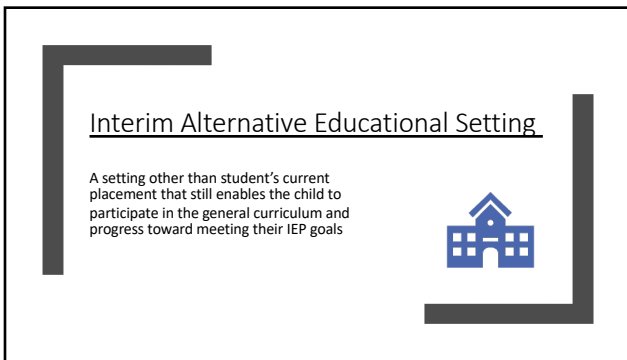 Interim Alternative Educational Setting
A setting other than student’s current
placement that still enables the child to
participate in the general curriculum and
progress toward meeting their IEP goals